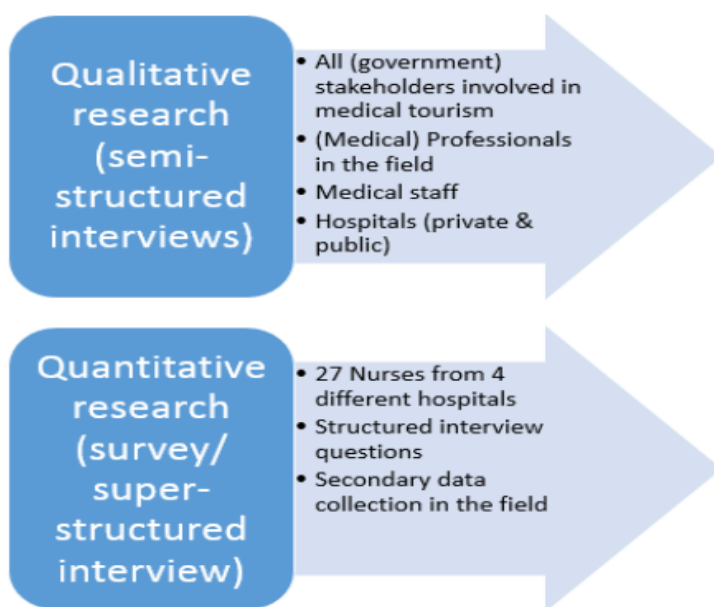 Qualitative
research
(semi-
structured
interviews)
• All (government)
stakeholders involved in
medical tourism
• (Medical) Professionals
in the field
• Medical staff
• Hospitals (private &
public)
Quantitative
research
(survey/
super-
structured
interview)
• 27 Nurses from 4
different hospitals
• Structured interview
questions
• Secondary data
collection in the field